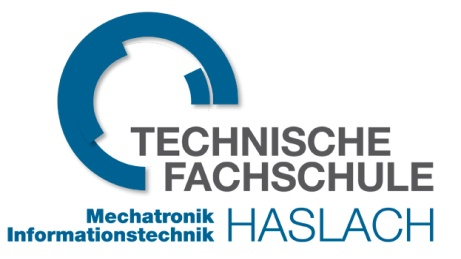 TECHNISCHE
FACHSCHULE
Mechatronik
Informationstechnik
HASLACH